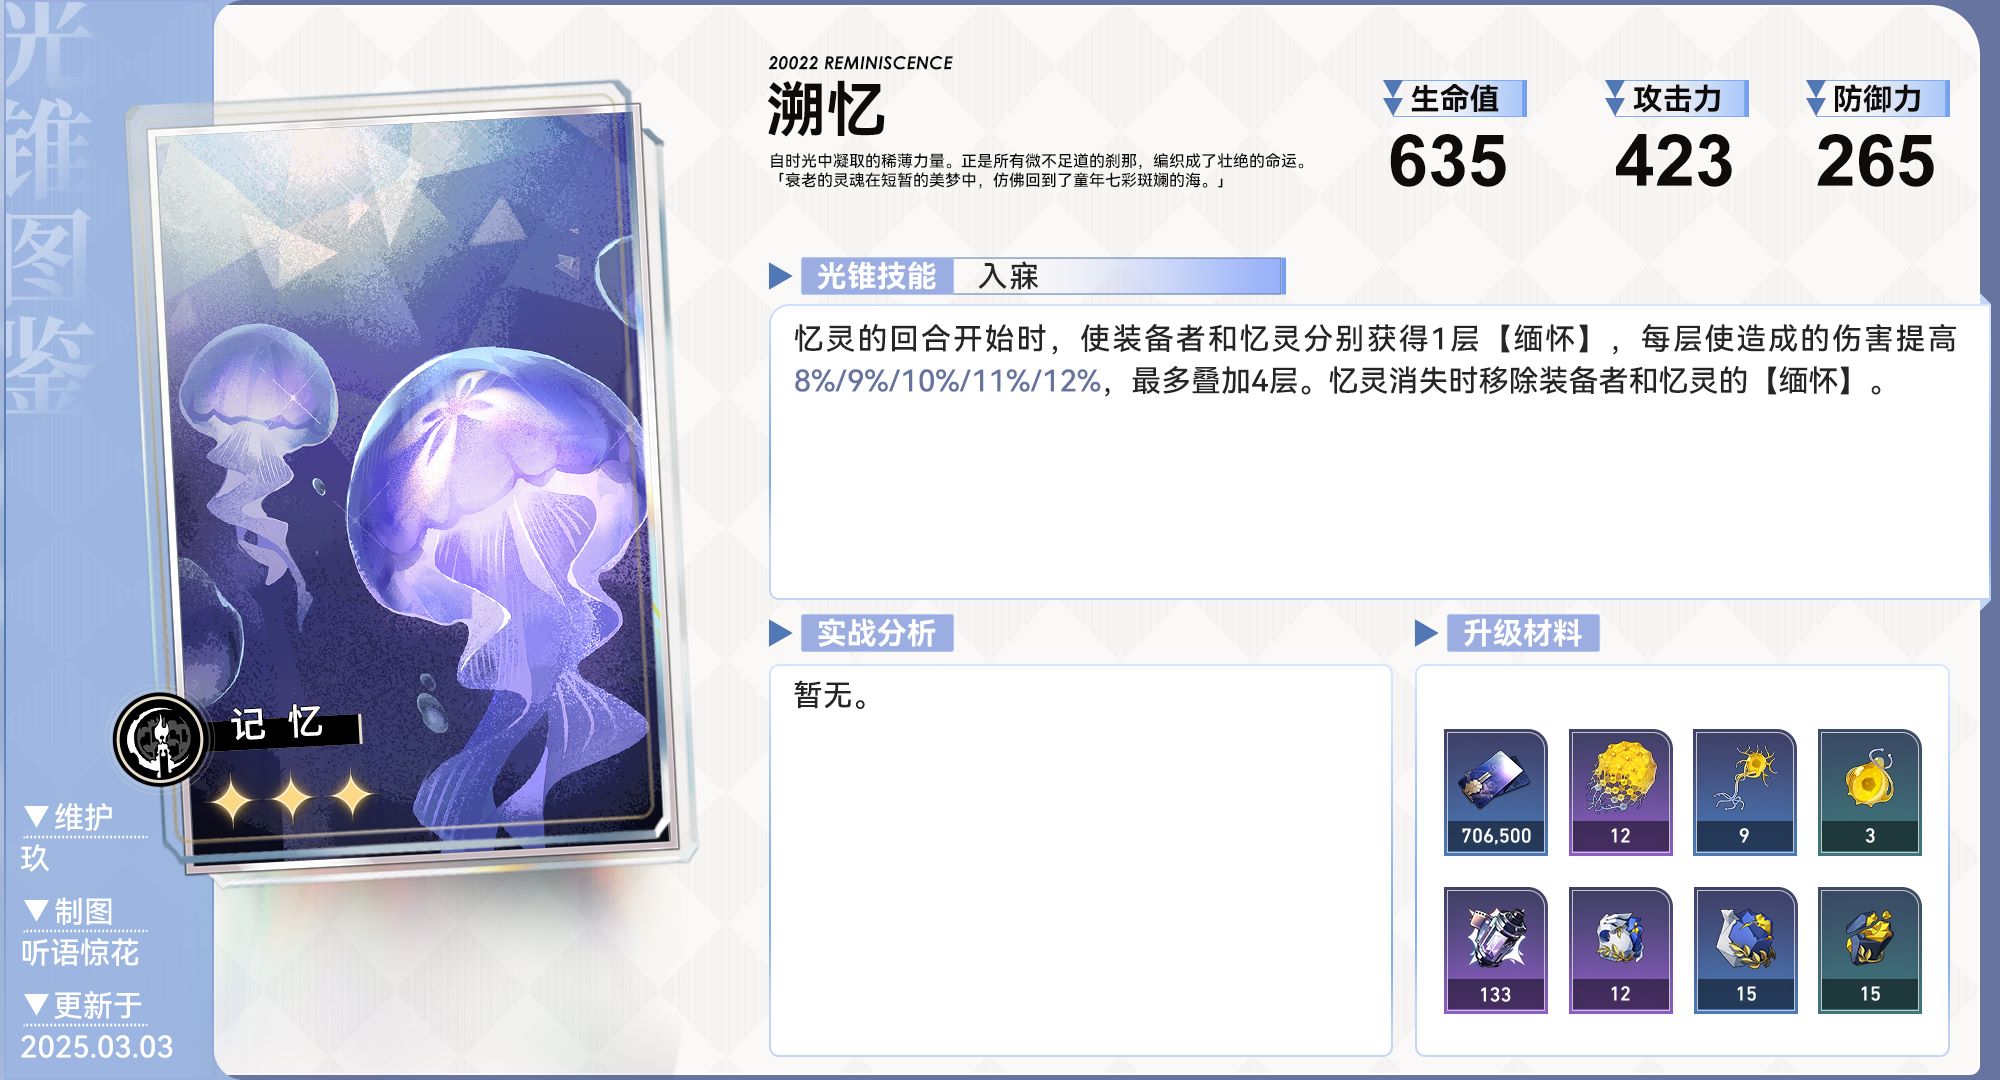 光锥图鉴
20022 REMINISCENCE
溯忆
自时光中凝取的稀薄力量。正是所有微不足道的刹那，编织成了壮绝的命运。
「衰老的灵魂在短暂的美梦中，仿佛回到了童年七彩斑斓的海。」
生命值
635
攻击力
423
防御力
265
光锥技能 入寐
忆灵的回合开始时，使装备者和忆灵分别获得1层【缅怀】，每层使造成的伤害提高
8%/9%/10%/11%/12%，最多叠加4层。忆灵消失时移除装备者和忆灵的【缅怀】。
实战分析
暂无。
升级材料
706,500 12 9 3
133 12 15 15
记忆
▼维护
玖
▼制图
听语惊花
▼更新于
2025.03.03